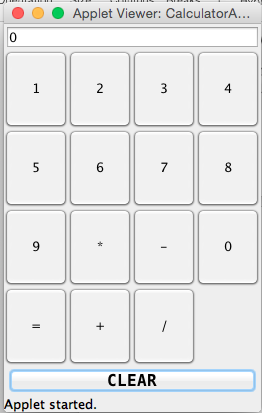 Applet Viewer: CalculatorA...
0
1 2 3 4
5 6 7 8
9 * - 0
= + /
CLEAR
Applet started.